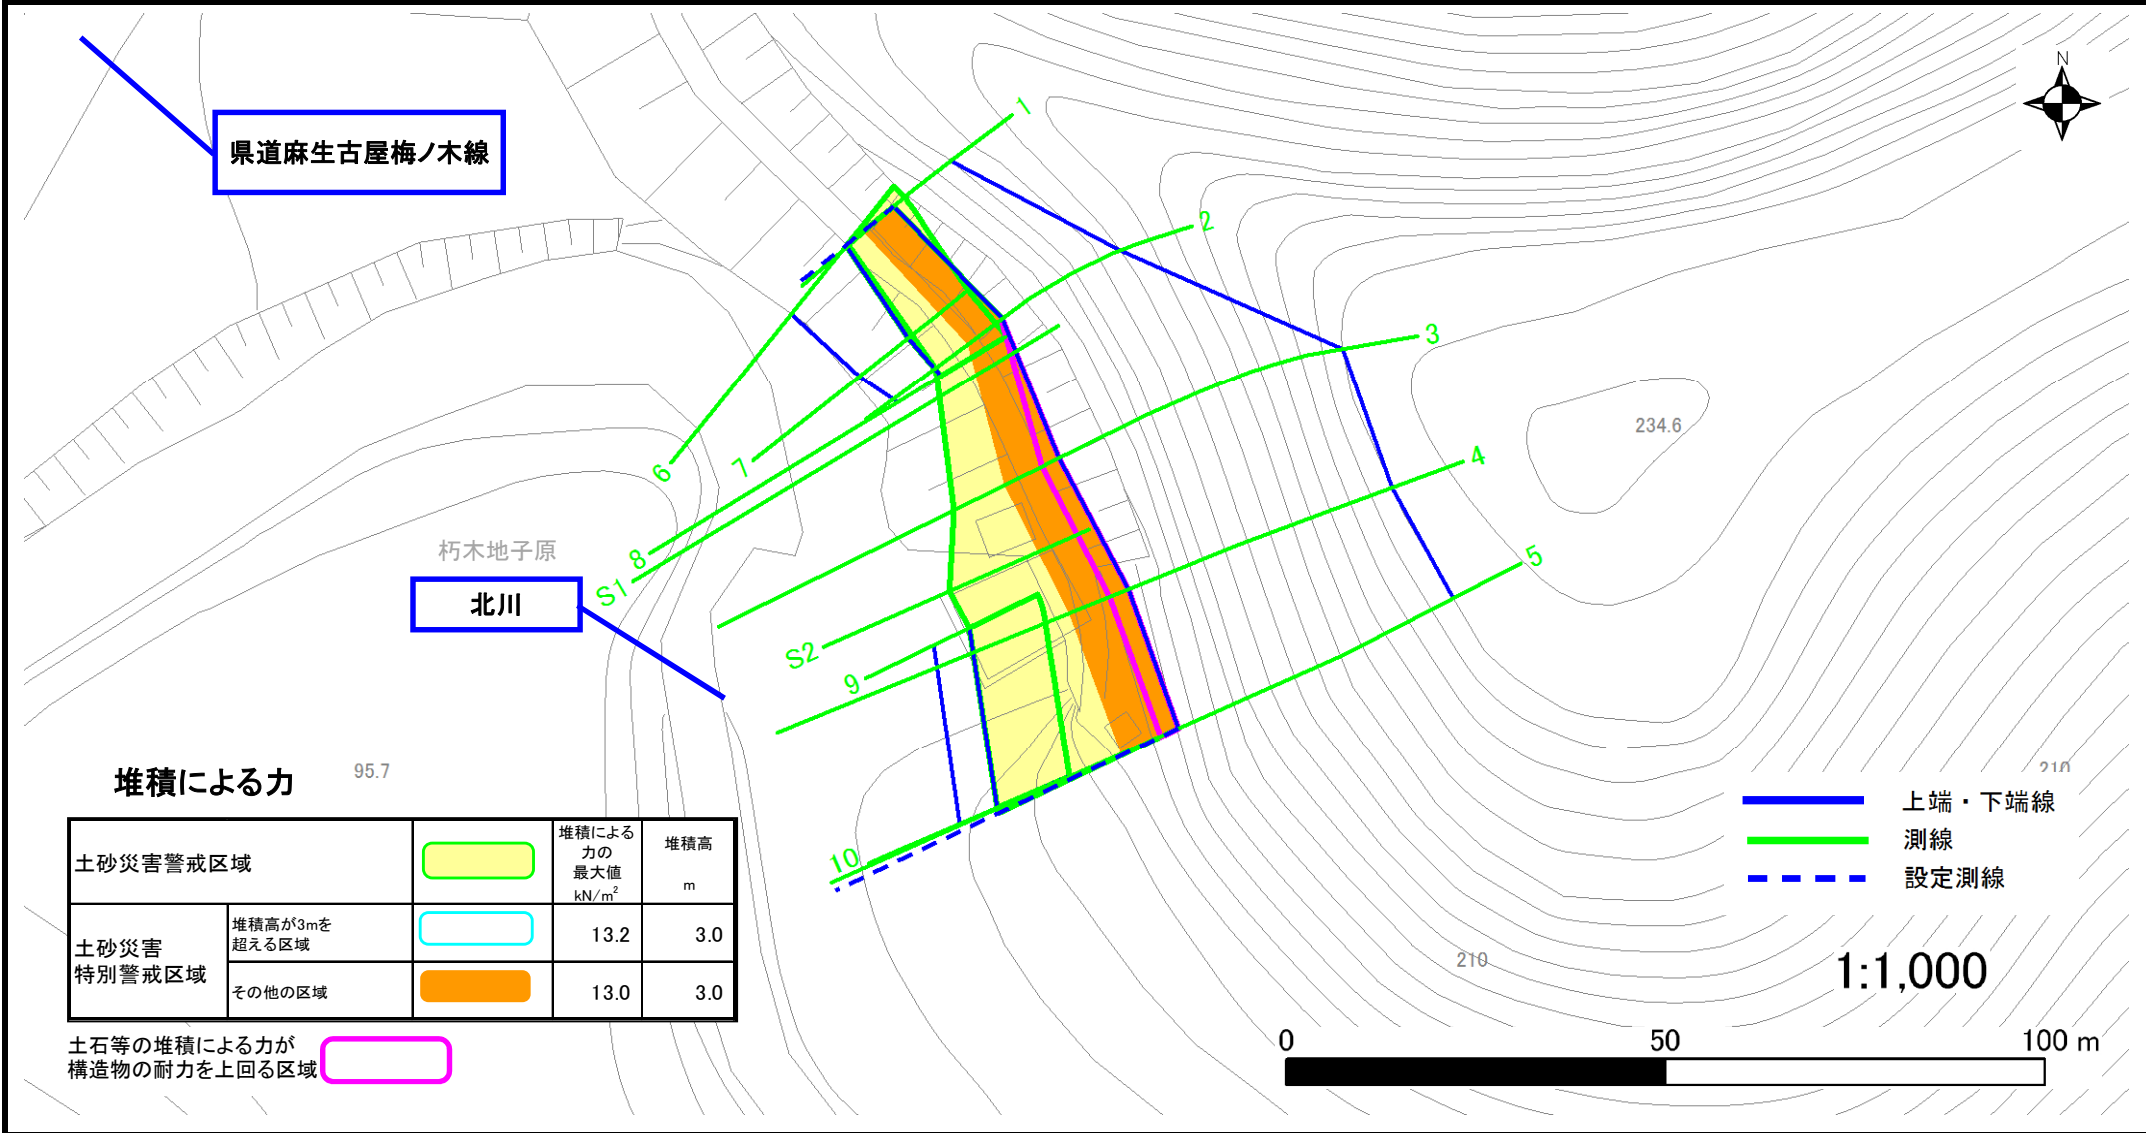 N
県道麻生古屋梅ノ木線
1
2
3
4
5
6
7
8
S1
S2
9
10
234.6
朽木地子原
北川
95.7
210
210
堆積による力
土砂災害警戒区域
堆積による
力の
最大値
kN/m²
堆積高
m
土砂災害
特別警戒区域
堆積高が3mを
超える区域
13.2
3.0
その他の区域
13.0
3.0
土石等の堆積による力が
構造物の耐力を上回る区域
上端・下端線
測線
設定測線
1:1,000
0 50 100 m